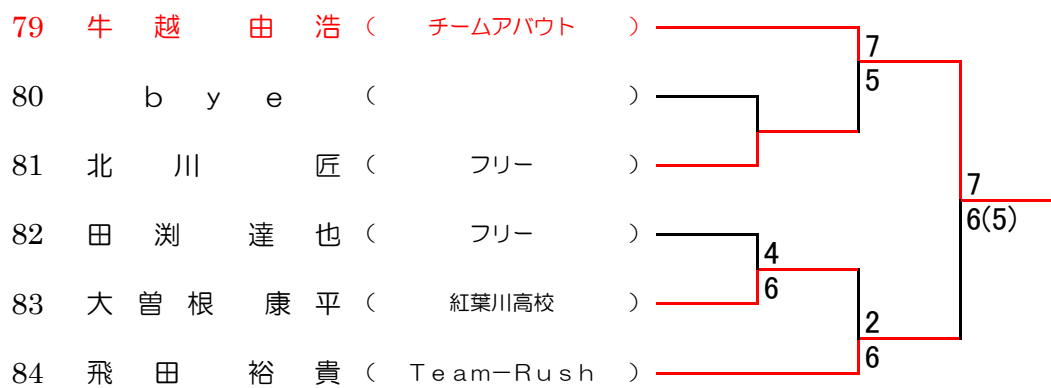 79 牛越 由浩 ( チームアバウト )
7
5
80 bye ( )
81 北川 匠 ( フリー )
7
6(5)
82 田渕 達也 ( フリー )
4
6
83 大曽根 康平 ( 紅葉川高校 )
2
6
84 飛田 裕貴 ( Team-Rush )